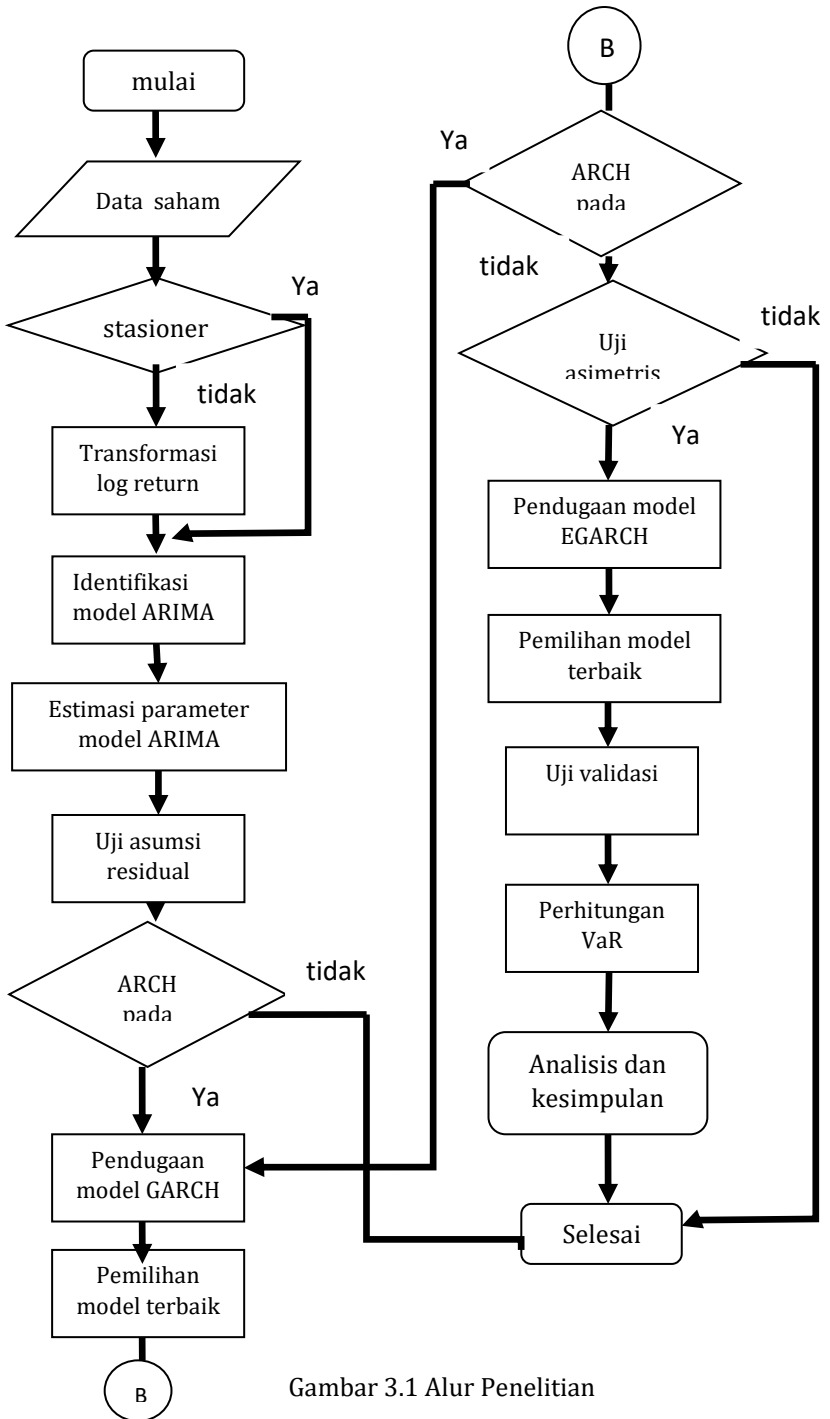 mulai
Data saham
stasioner
Ya
tidak
Transformasi
log return
Identifikasi
model ARIMA
Estimasi parameter
model ARIMA
Uji asumsi
residual
ARCH
pada
tidak
Ya
Pendugaan
model GARCH
Pemilihan
model terbaik
B
B
Ya
ARCH
pada
tidak
Uji
asimetris
tidak
Ya
Pendugaan model
EGARCH
Pemilihan model
terbaik
Uji validasi
Perhitungan
VaR
Analisis dan
kesimpulan
Selesai
Gambar 3.1 Alur Penelitian